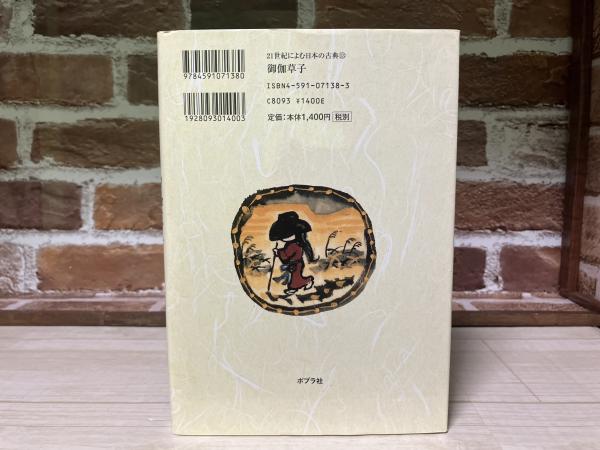 21世紀によむ日本の古典
御伽草子
ISBN4-591-07138-3
C8093 ¥1400E
定価：本体1,400円 税別
9784591071380
1928093014003
ポプラ社